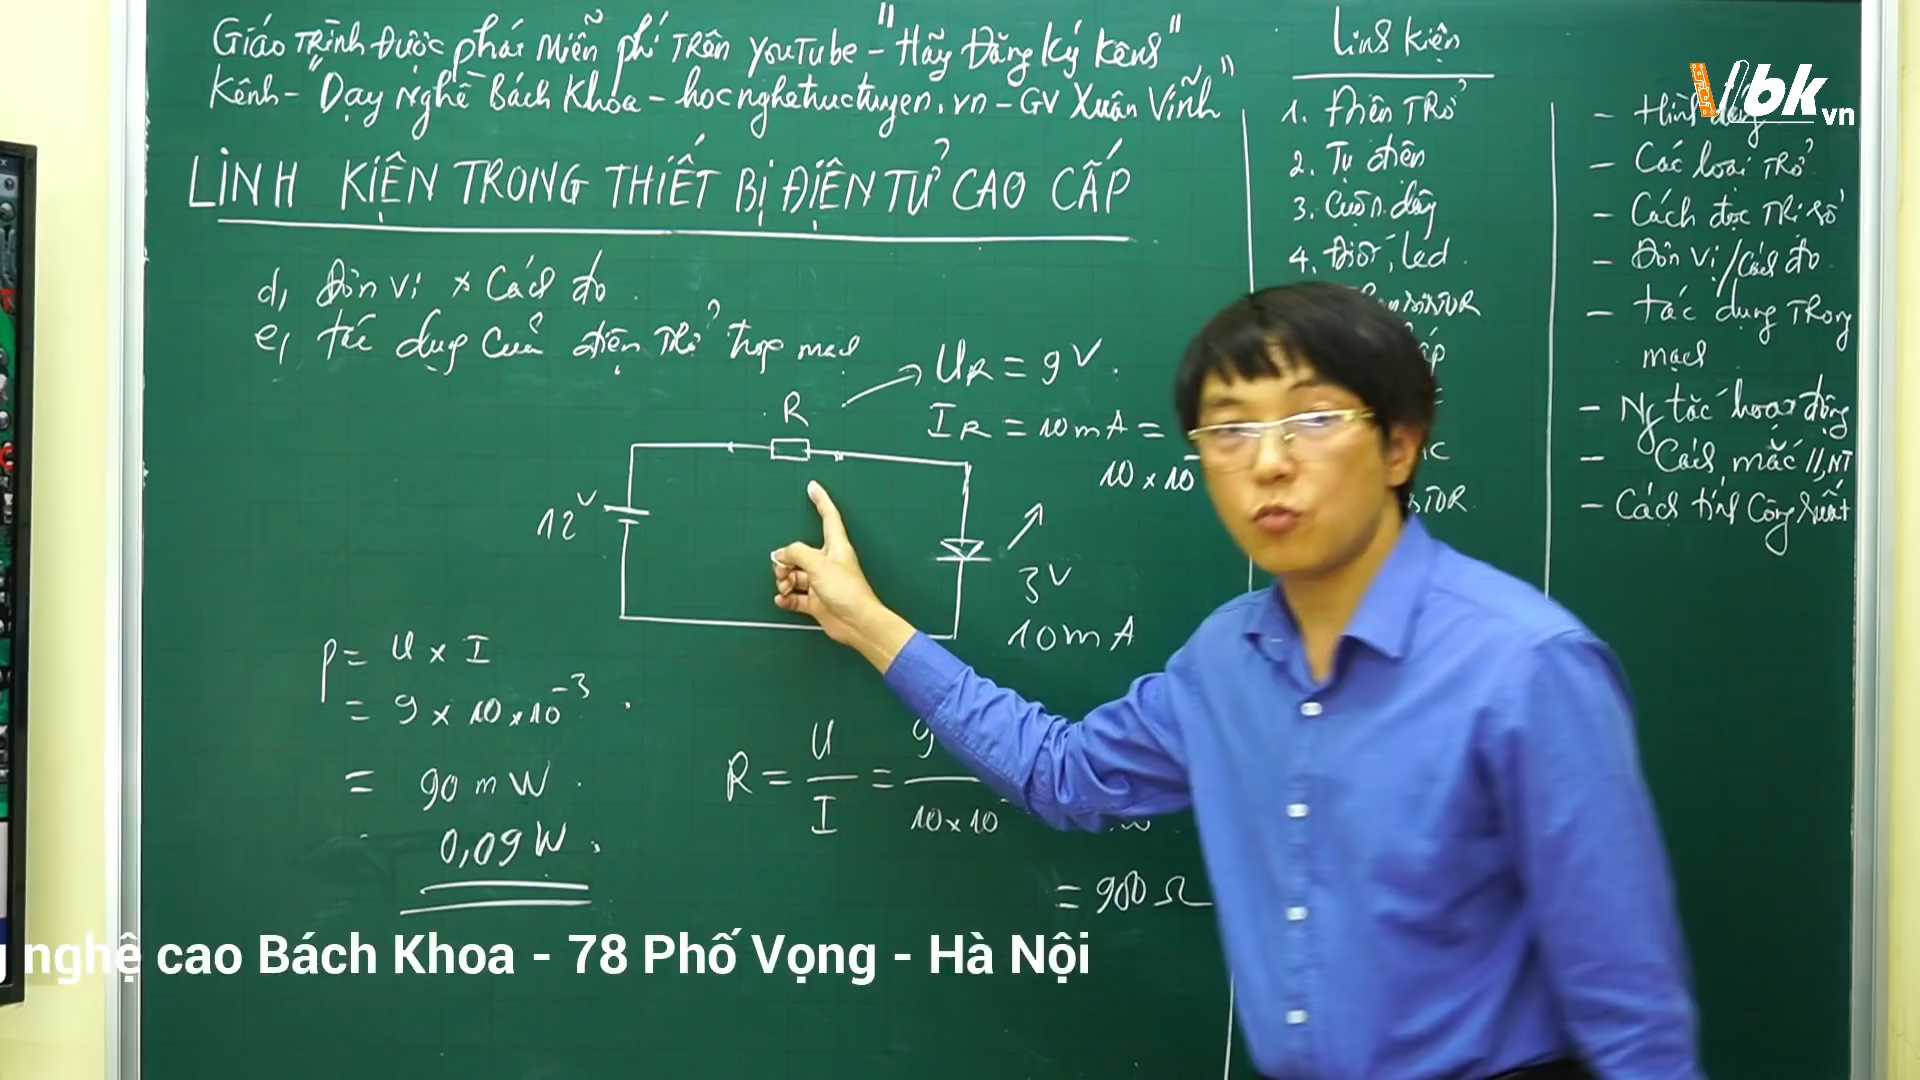 Giáo Trình Được phát miễn phí Trên YouTube - "Hãy Đăng ký kênh"
Kênh - "Dạy Nghề Bách Khoa - hocnghetructuyen.vn - GV Xuân Vĩnh"
LINH KIỆN TRONG THIẾT BỊ ĐIỆN TỬ CAO CẤP
d, Đơn vị × Cách đo
e, tác dụng của điện trở trong mạch
R
U_R = 9V.
I_R = 10mA =
10 × 10
12V
3V
10mA
P = U × I
= 9 × 10 × 10⁻³
= 90 mW.
0,09W.
R = U/I = 9/10×10
= 900 Ω
Linh kiện
1. Điện Trở
2. Tụ điện
3. Cuộn dây
4. Điốt, Led
- Hình dạng
- Các loại Trở
- Cách đọc Trị số
- Đơn vị / Cách đo
- Tác dụng Trong
mạch
- Ng tắc hoạt động
- Cách mắc //, NT
- Cách tính Công suất
bk.vn
nghệ cao Bách Khoa - 78 Phố Vọng - Hà Nội